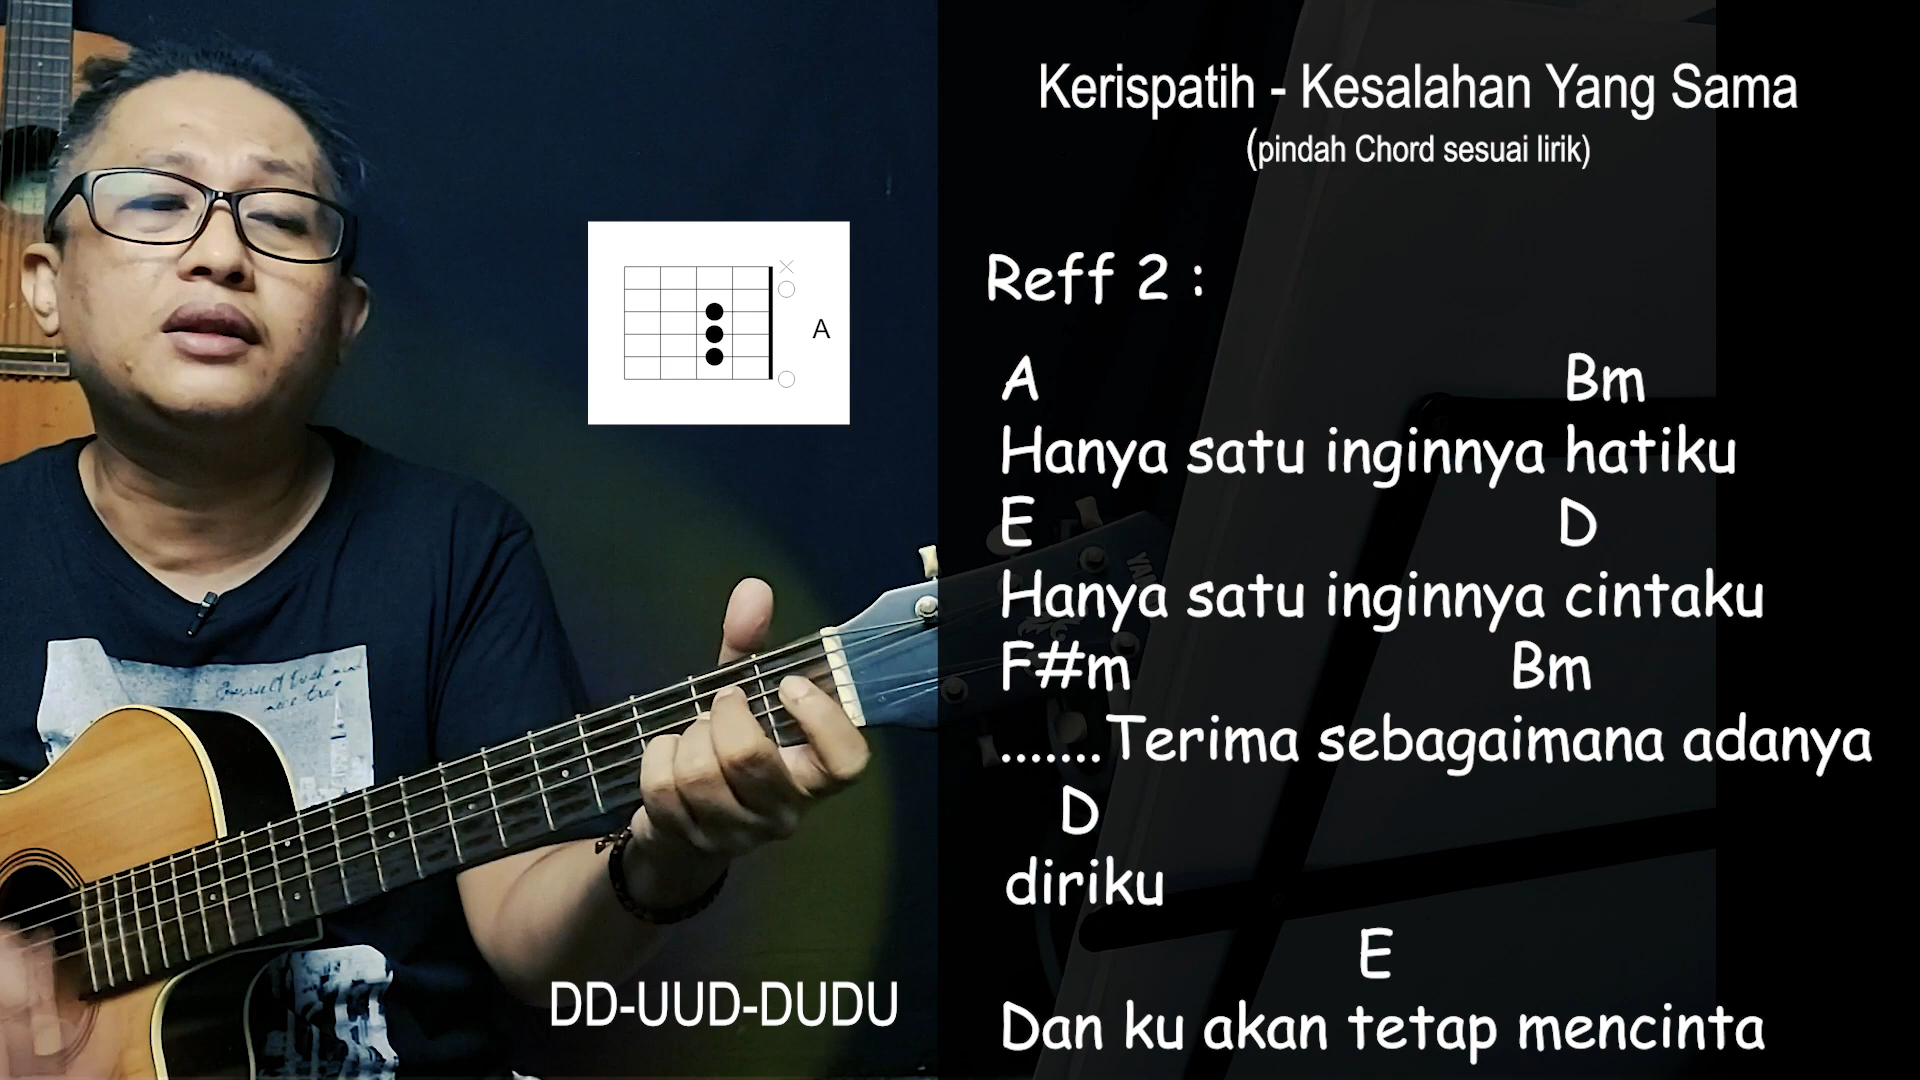 Kerispatih - Kesalahan Yang Sama
(pindah Chord sesuai lirik)
Reff 2 :
A Bm
Hanya satu inginnya hatiku
E D
Hanya satu inginnya cintaku
F#m Bm
.......Terima sebagaimana adanya
D
diriku
E
Dan ku akan tetap mencinta
A
DD-UUD-DUDU